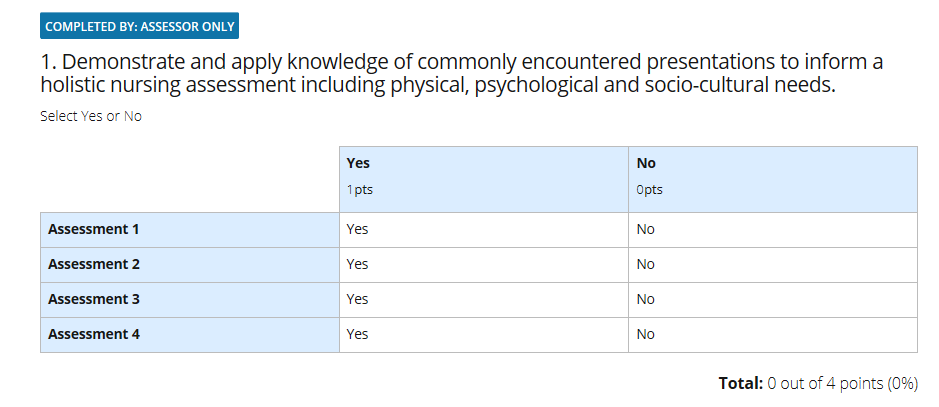 COMPLETED BY: ASSESSOR ONLY
1. Demonstrate and apply knowledge of commonly encountered presentations to inform a
holistic nursing assessment including physical, psychological and socio-cultural needs.
Select Yes or No
Yes No
1pts 0pts
Assessment 1 Yes No
Assessment 2 Yes No
Assessment 3 Yes No
Assessment 4 Yes No
Total: 0 out of 4 points (0%)